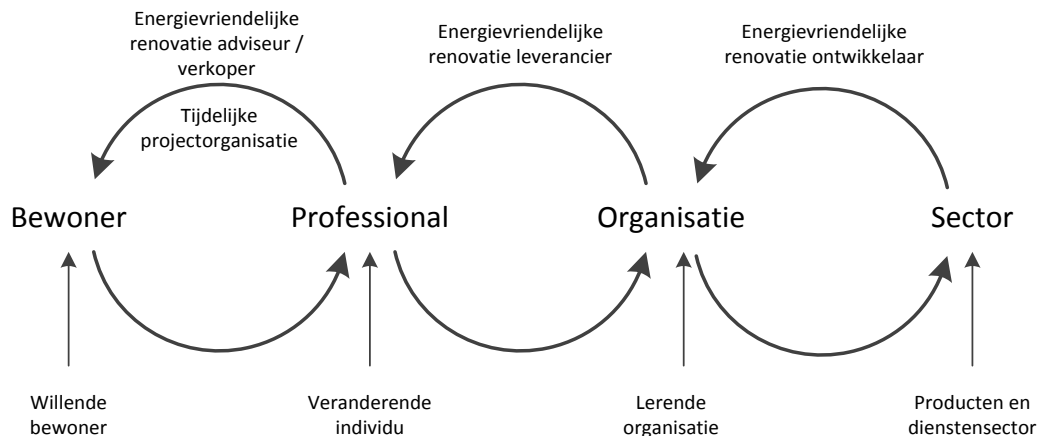 Energievriendelijke
renovatie adviseur /
verkoper
Energievriendelijke
renovatie leverancier
Energievriendelijke
renovatie ontwikkelaar
Tijdelijke
projectorganisatie
Bewoner
Professional
Organisatie
Sector
Willende
bewoner
Veranderende
individu
Lerende
organisatie
Producten en
dienstensector